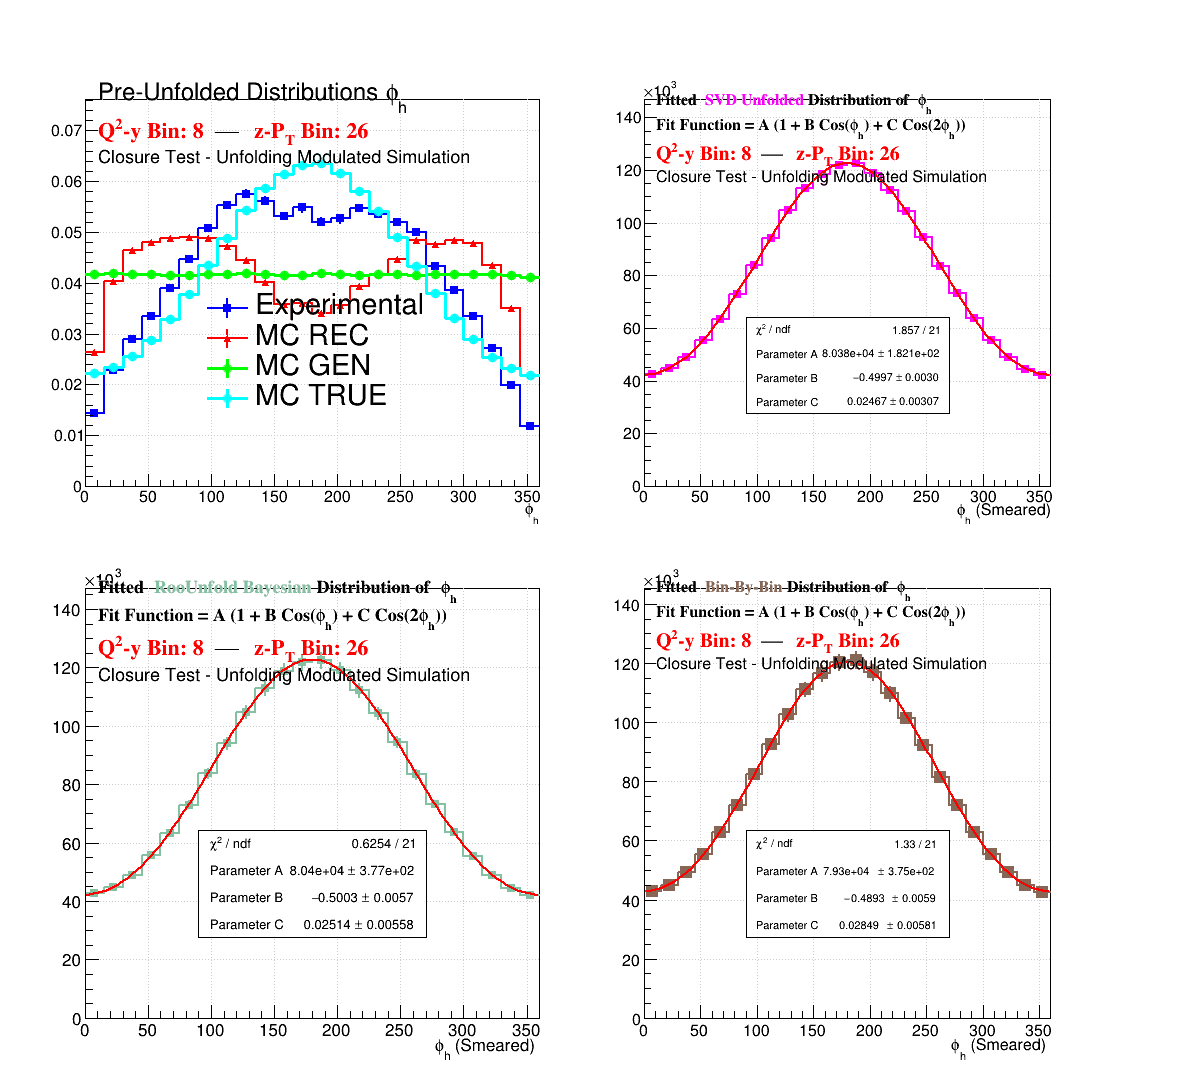 Pre-Unfolded Distributions ϕh
Q²-y Bin: 8 — z-PT Bin: 26
Closure Test - Unfolding Modulated Simulation
0.07
0.06
0.05
0.04
0.03
0.02
0.01
0
Experimental
MC REC
MC GEN
MC TRUE
0 50 100 150 200 250 300 350
ϕh
×10³
Fitted SVD Unfolded Distribution of ϕh
Fit Function = A (1 + B Cos(ϕh) + C Cos(2ϕh))
Q²-y Bin: 8 — z-PT Bin: 26
Closure Test - Unfolding Modulated Simulation
140
120
100
80
60
40
20
0
χ² / ndf 1.857 / 21
Parameter A 8.038e+04 ± 1.821e+02
Parameter B −0.4997 ± 0.0030
Parameter C 0.02467 ± 0.00307
0 50 100 150 200 250 300 350
ϕh (Smeared)
×10³
Fitted RooUnfold Bayesian Distribution of ϕh
Fit Function = A (1 + B Cos(ϕh) + C Cos(2ϕh))
Q²-y Bin: 8 — z-PT Bin: 26
Closure Test - Unfolding Modulated Simulation
140
120
100
80
60
40
20
0
χ² / ndf 0.6254 / 21
Parameter A 8.04e+04 ± 3.77e+02
Parameter B −0.5003 ± 0.0057
Parameter C 0.02514 ± 0.00558
0 50 100 150 200 250 300 350
ϕh (Smeared)
×10³
Fitted Bin-By-Bin Distribution of ϕh
Fit Function = A (1 + B Cos(ϕh) + C Cos(2ϕh))
Q²-y Bin: 8 — z-PT Bin: 26
Closure Test - Unfolding Modulated Simulation
140
120
100
80
60
40
20
0
χ² / ndf 1.33 / 21
Parameter A 7.93e+04 ± 3.75e+02
Parameter B −0.4893 ± 0.0059
Parameter C 0.02849 ± 0.00581
0 50 100 150 200 250 300 350
ϕh (Smeared)